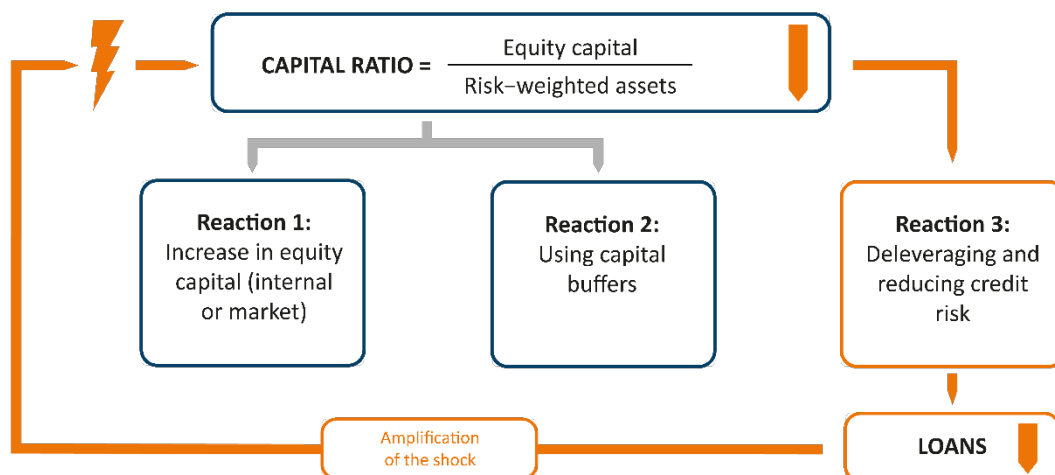 CAPITAL RATIO =
Equity capital
Risk–weighted assets
Reaction 1:
Increase in equity
capital (internal
or market)
Reaction 2:
Using capital
buffers
Reaction 3:
Deleveraging and
reducing credit
risk
LOANS
Amplification
of the shock